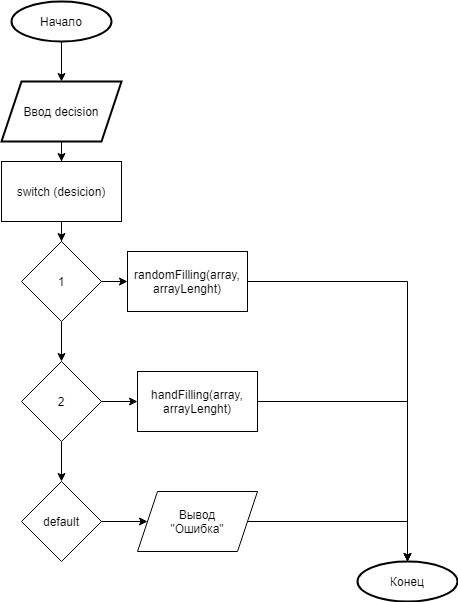 Начало
Ввод decision
switch (desicion)
1
randomFilling(array,
arrayLenght)
2
handFilling(array,
arrayLenght)
default
Вывод
"Ошибка"
Конец